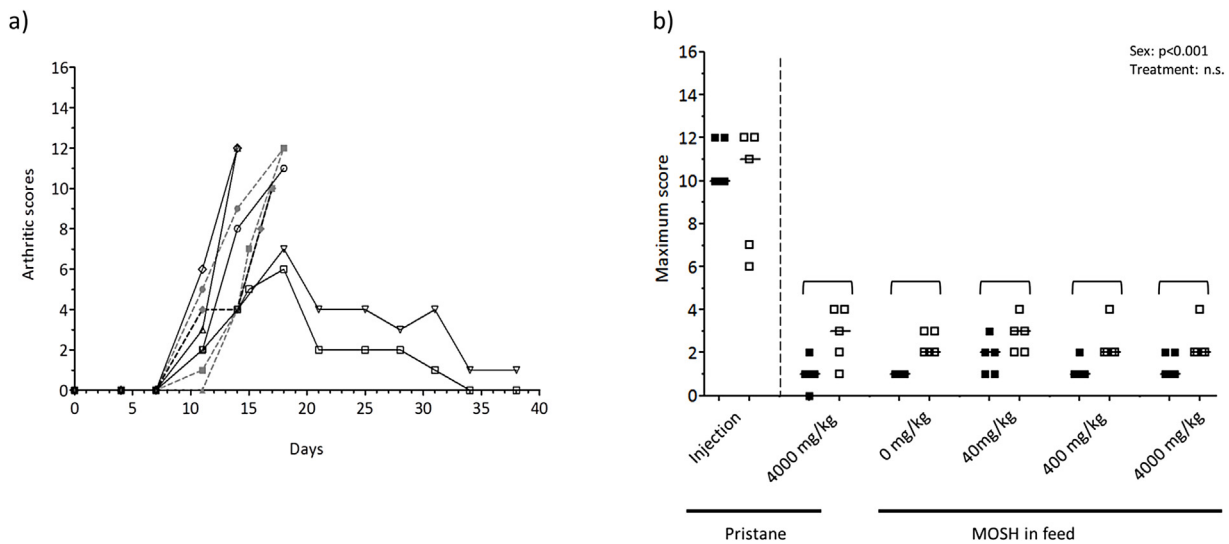 a)
16
14
12
10
8
6
4
2
0
Arthritic scores
0 5 10 15 20 25 30 35 40
Days
b)
Sex: p<0.001
Treatment: n.s.
16
14
12
10
8
6
4
2
0
Maximum score
Injection
4000 mg/kg
0 mg/kg
40mg/kg
400 mg/kg
4000 mg/kg
Pristane
MOSH in feed